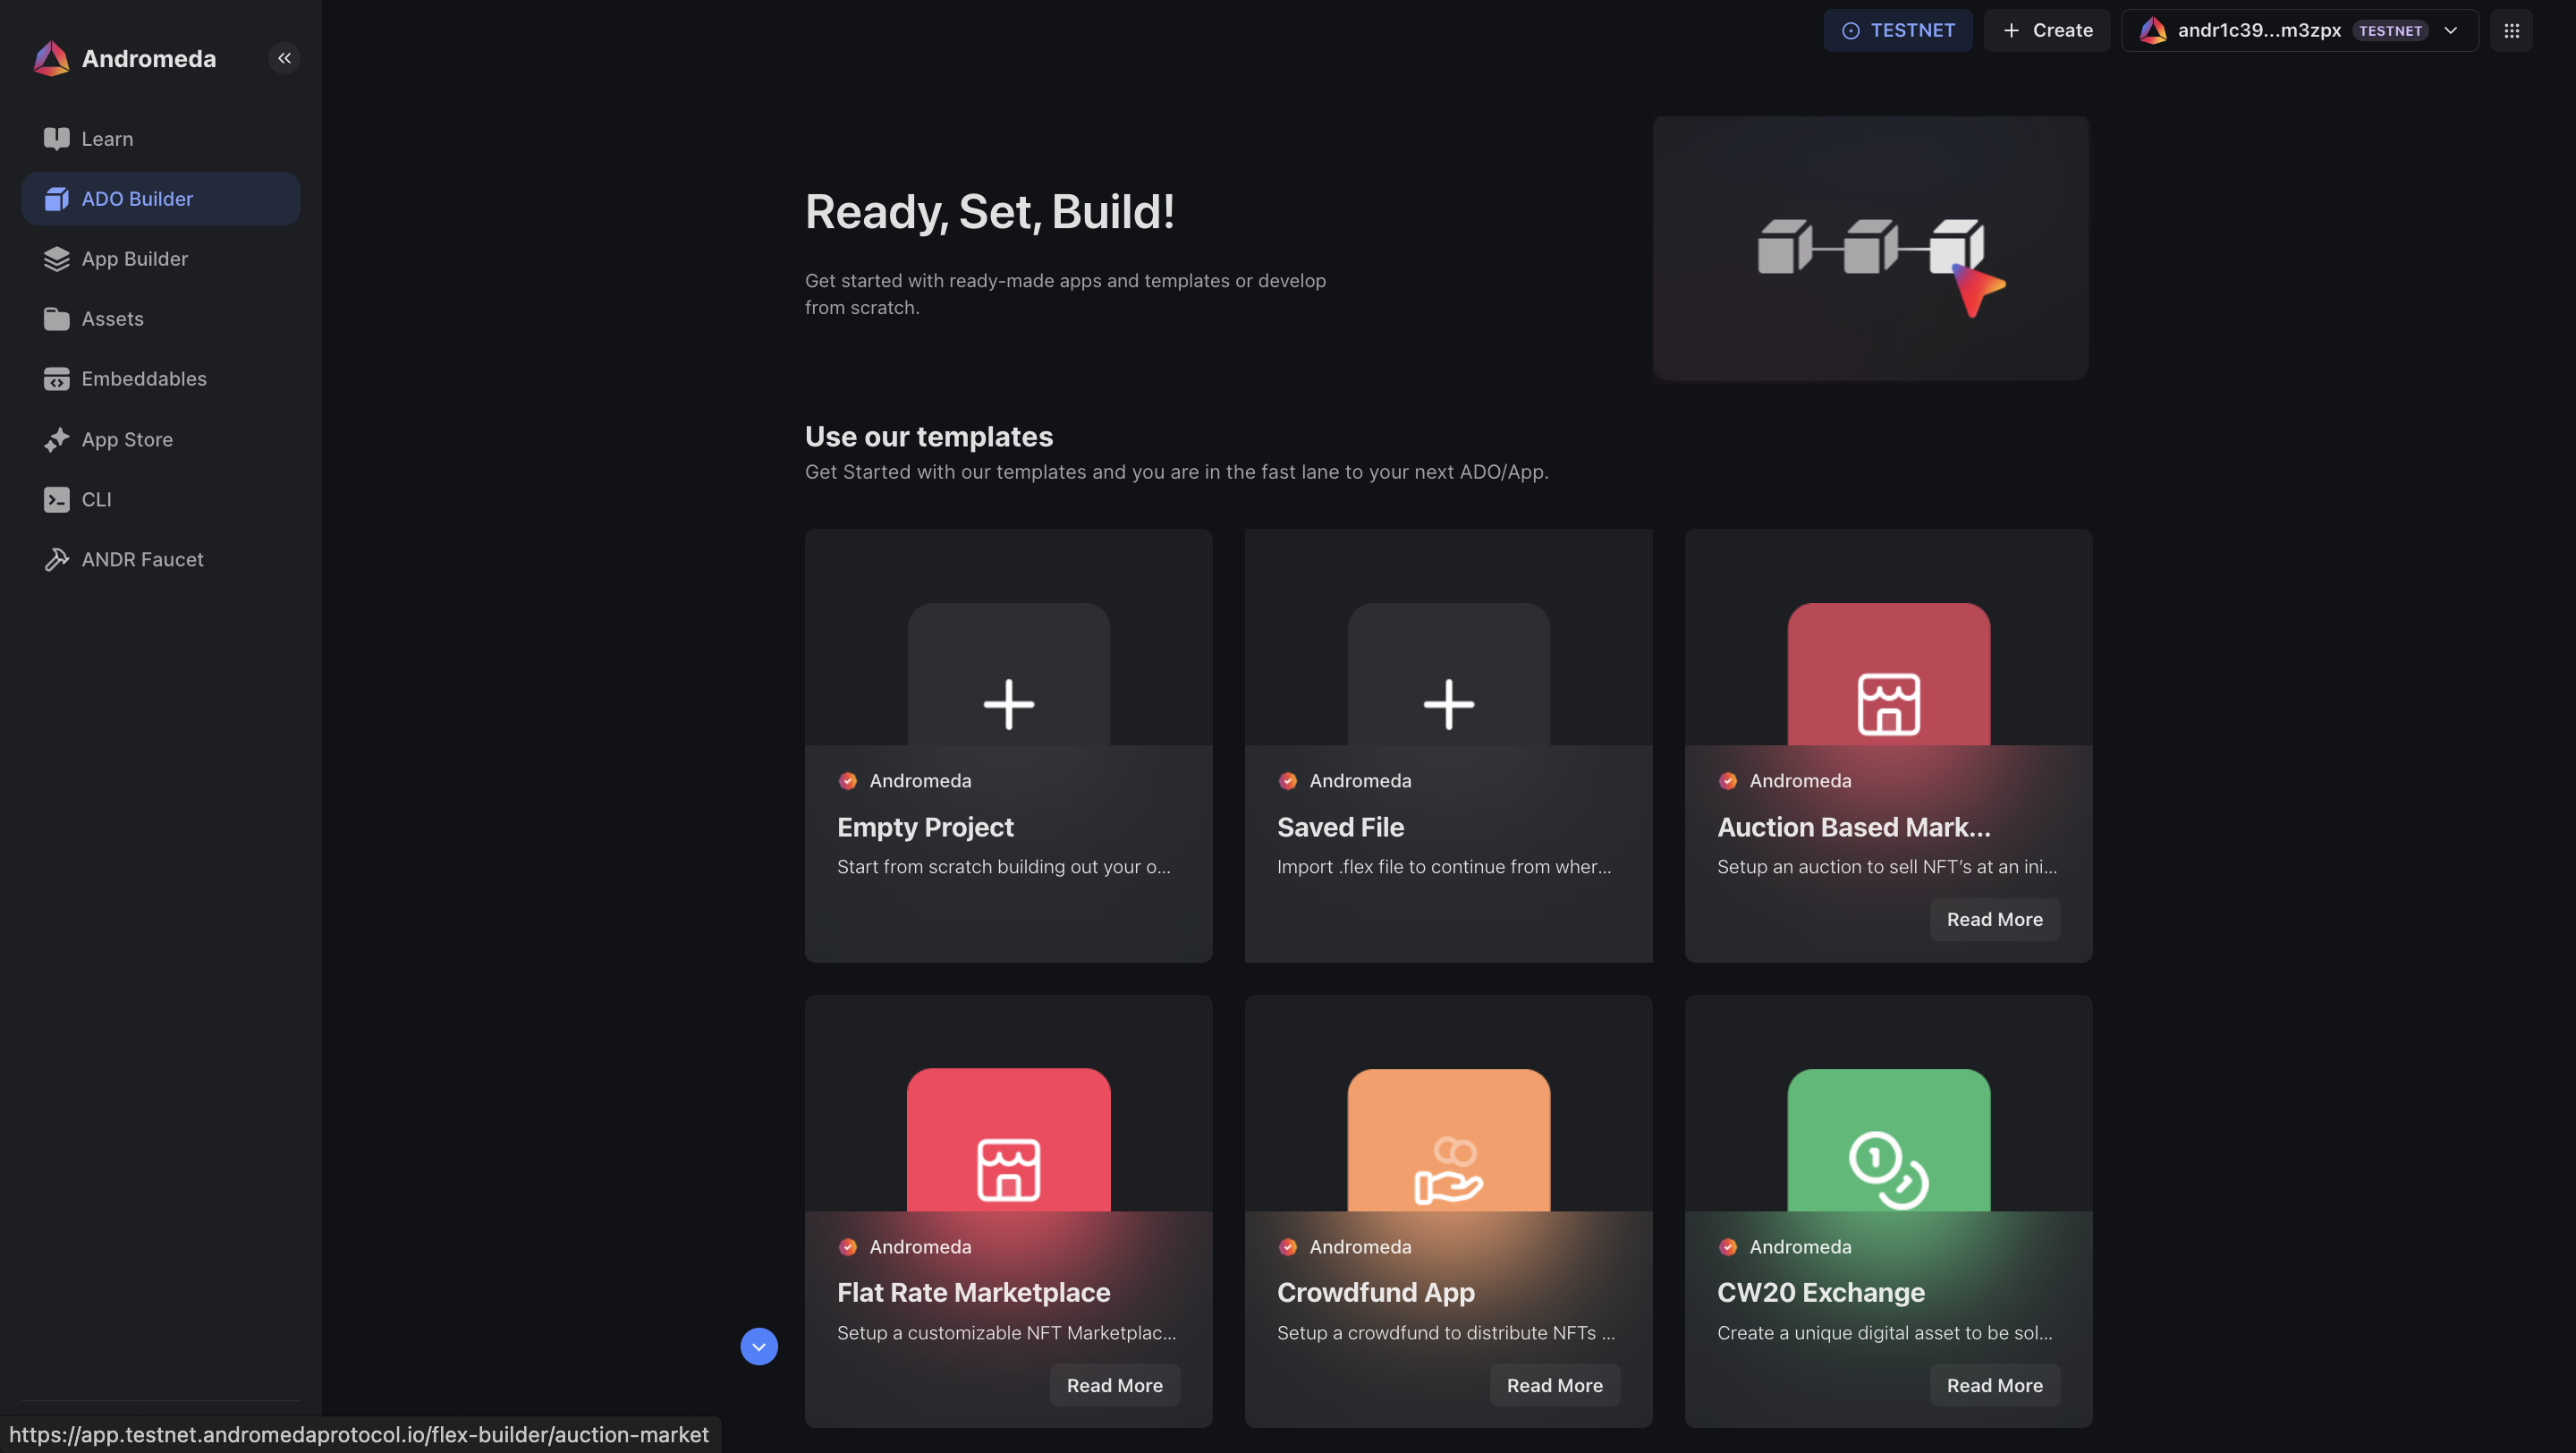 Andromeda
Learn
ADO Builder
App Builder
Assets
Embeddables
App Store
CLI
ANDR Faucet
TESTNET
Create
andr1c39...m3zpx TESTNET
Ready, Set, Build!
Get started with ready-made apps and templates or develop
from scratch.
Use our templates
Get Started with our templates and you are in the fast lane to your next ADO/App.
Andromeda
Empty Project
Start from scratch building out your o...
Andromeda
Saved File
Import .flex file to continue from wher...
Andromeda
Auction Based Mark...
Setup an auction to sell NFT’s at an ini...
Read More
Andromeda
Flat Rate Marketplace
Setup a customizable NFT Marketplac...
Read More
Andromeda
Crowdfund App
Setup a crowdfund to distribute NFTs ...
Read More
1
Andromeda
CW20 Exchange
Create a unique digital asset to be sol...
Read More
https://app.testnet.andromedaprotocol.io/flex-builder/auction-market